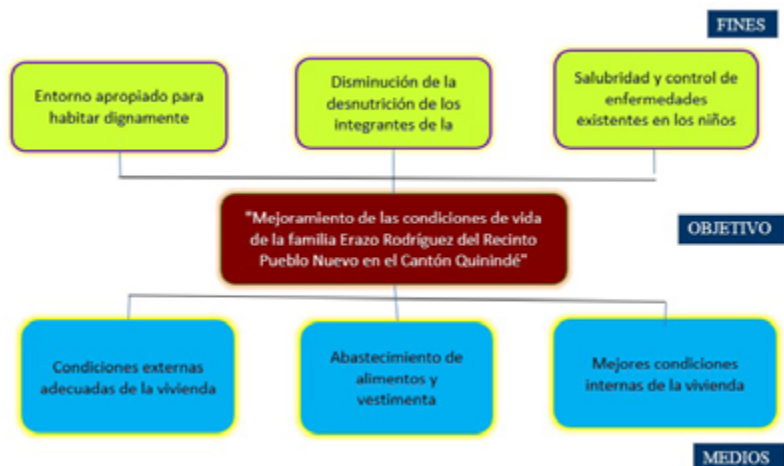 FINES
Entorno apropiado para
habitar dignamente
Disminución de la
desnutrición de los
integrantes de la
Salubridad y control de
enfermedades
existentes en los niños
"Mejoramiento de las condiciones de vida
de la familia Erazo Rodríguez del Recinto
Pueblo Nuevo en el Cantón Quinindé"
OBJETIVO
Condiciones externas
adecuadas de la vivienda
Abastecimiento de
alimentos y
vestimenta
Mejores condiciones
internas de la vivienda
MEDIOS